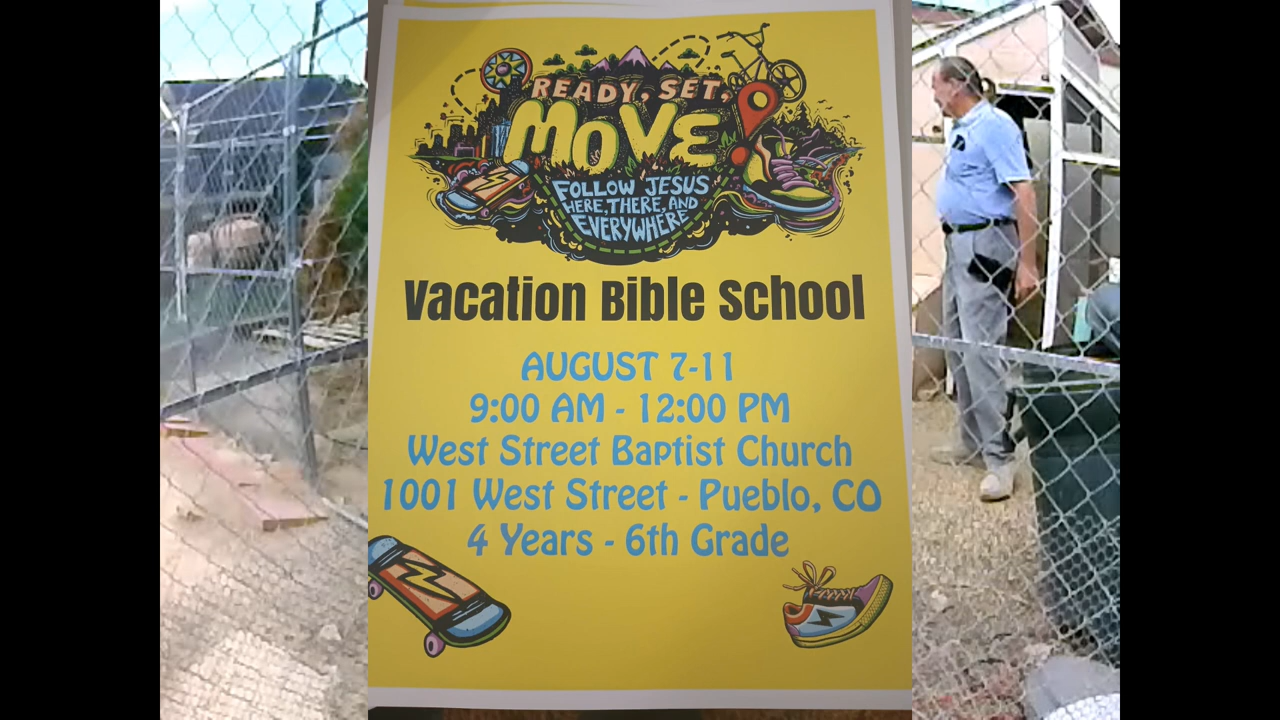 READY, SET,
MOVE
FOLLOW JESUS
HERE, THERE, AND
EVERYWHERE
Vacation Bible School
AUGUST 7-11
9:00 AM - 12:00 PM
West Street Baptist Church
1001 West Street - Pueblo, CO
4 Years - 6th Grade